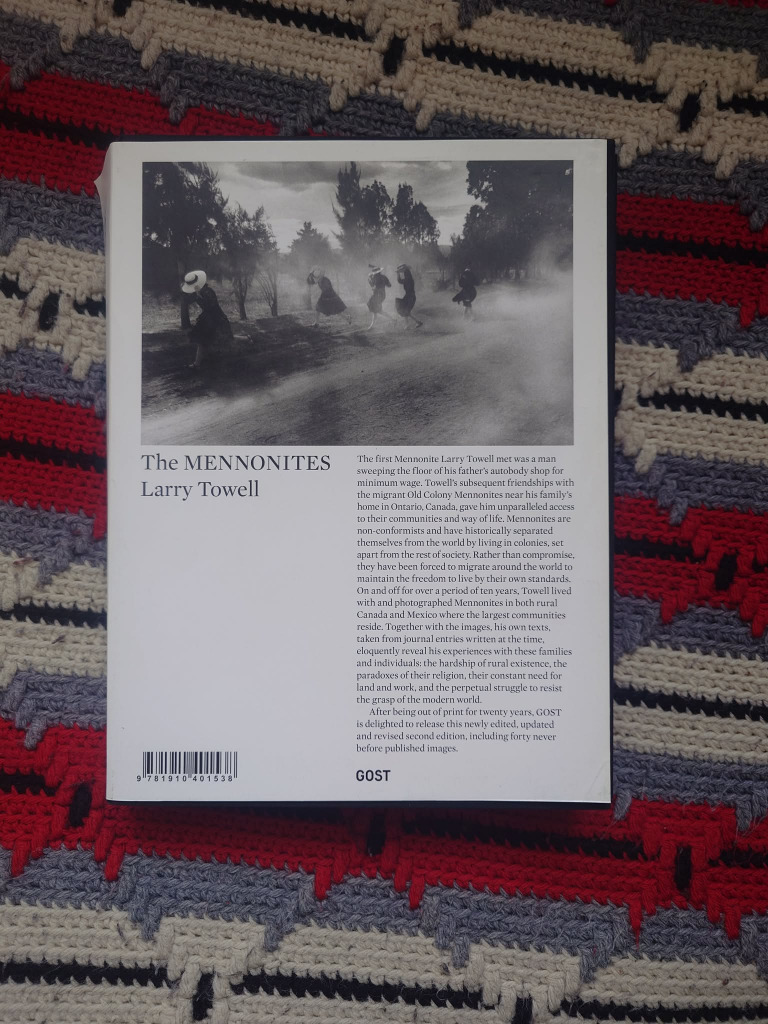 The MENNONITES
Larry Towell
The first Mennonite Larry Towell met was a man
sweeping the floor of his father's autobody shop for
minimum wage. Towell's subsequent friendships with
the migrant Old Colony Mennonites near his family's
home in Ontario, Canada, gave him unparalleled access
to their communities and way of life. Mennonites are
non-conformists and have historically separated
themselves from the world by living in colonies, set
apart from the rest of society. Rather than compromise,
they have been forced to migrate around the world to
maintain the freedom to live by their own standards.
On and off for over a period of ten years, Towell lived
with and photographed Mennonites in both rural
Canada and Mexico where the largest communities
reside. Together with the images, his own texts,
taken from journal entries written at the time,
eloquently reveal his experiences with these families
and individuals: the hardship of rural existence, the
paradoxes of their religion, their constant need for
land and work, and the perpetual struggle to resist
the grasp of the modern world.
After being out of print for twenty years, GOST
is delighted to release this newly edited, updated
and revised second edition, including forty never
before published images.
9 781910 401538
GOST